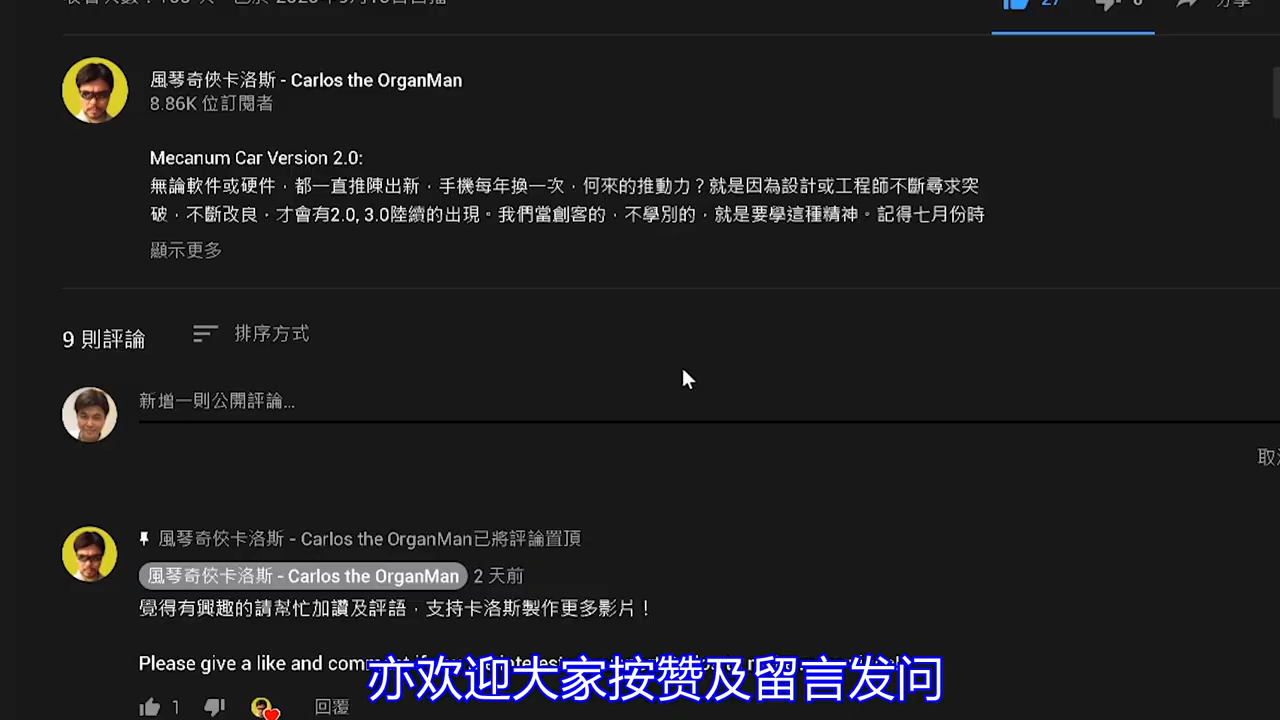 27
分享
風琴奇俠卡洛斯 - Carlos the OrganMan
8.86K 位訂閱者
Mecanum Car Version 2.0:
無論軟件或硬件，都一直推陳出新，手機每年換一次，何來的推動力？就是因為設計或工程師不斷尋求突
破，不斷改良，才會有2.0, 3.0陸續的出現。我們當創客的，不學別的，就是要學這種精神。記得七月份時
顯示更多
9 則評論
排序方式
新增一則公開評論...
取
風琴奇俠卡洛斯 - Carlos the OrganMan已將評論置頂
風琴奇俠卡洛斯 - Carlos the OrganMan 2 天前
覺得有興趣的請幫忙加讚及評語，支持卡洛斯製作更多影片！
Please give a like and comment
亦欢迎大家按赞及留言发问
1
回覆